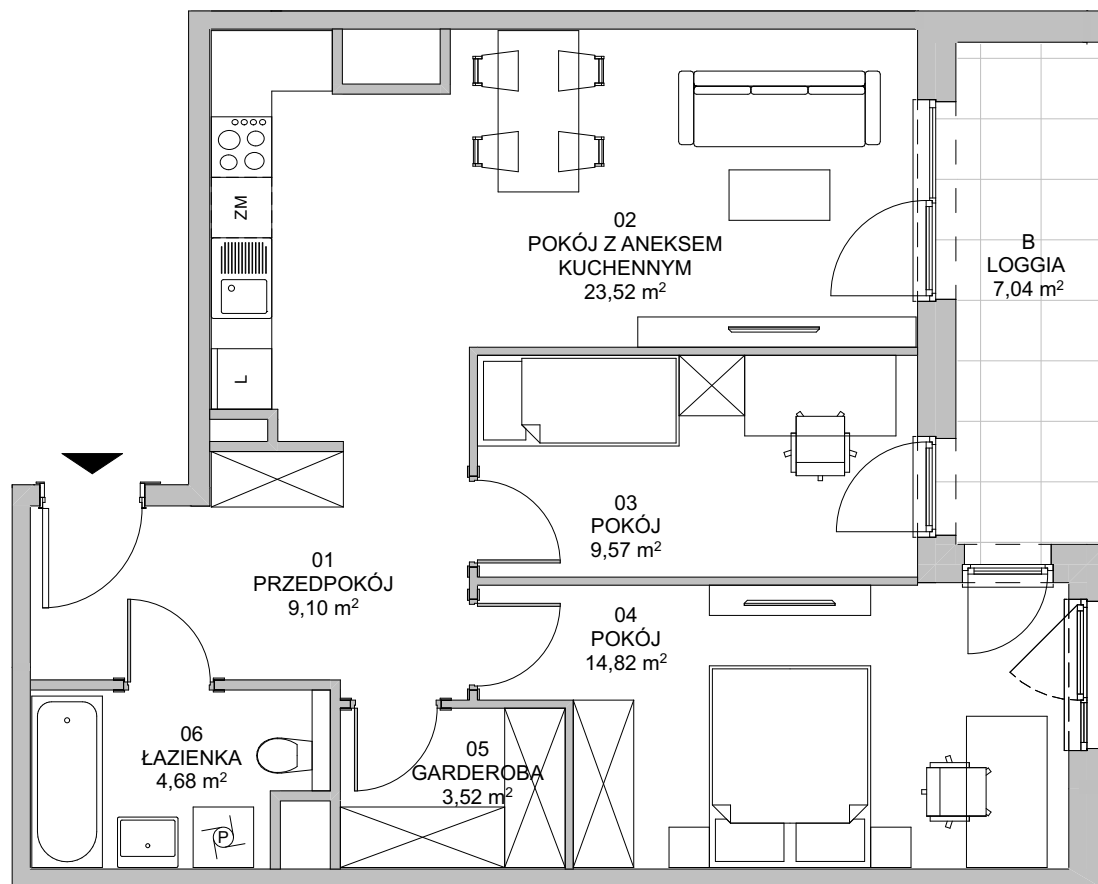 02
POKÓJ Z ANEKSEM
KUCHENNYM
23,52 m²
B
LOGGIA
7,04 m²
ZM
L
03
POKÓJ
9,57 m²
01
PRZEDPOKÓJ
9,10 m²
04
POKÓJ
14,82 m²
06
ŁAZIENKA
4,68 m²
05
GARDEROBA
3,52 m²
P